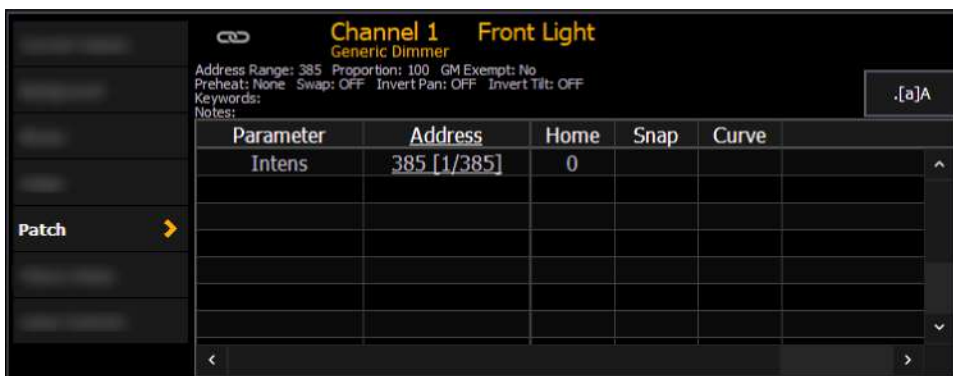 Channel 1 Front Light
Generic Dimmer
Address Range: 385 Proportion: 100 GM Exempt: No
Preheat: None Swap: OFF Invert Pan: OFF Invert Tilt: OFF
Keywords:
Notes:
.[a]A
Parameter Address Home Snap Curve
Intens 385 [1/385] 0
Patch